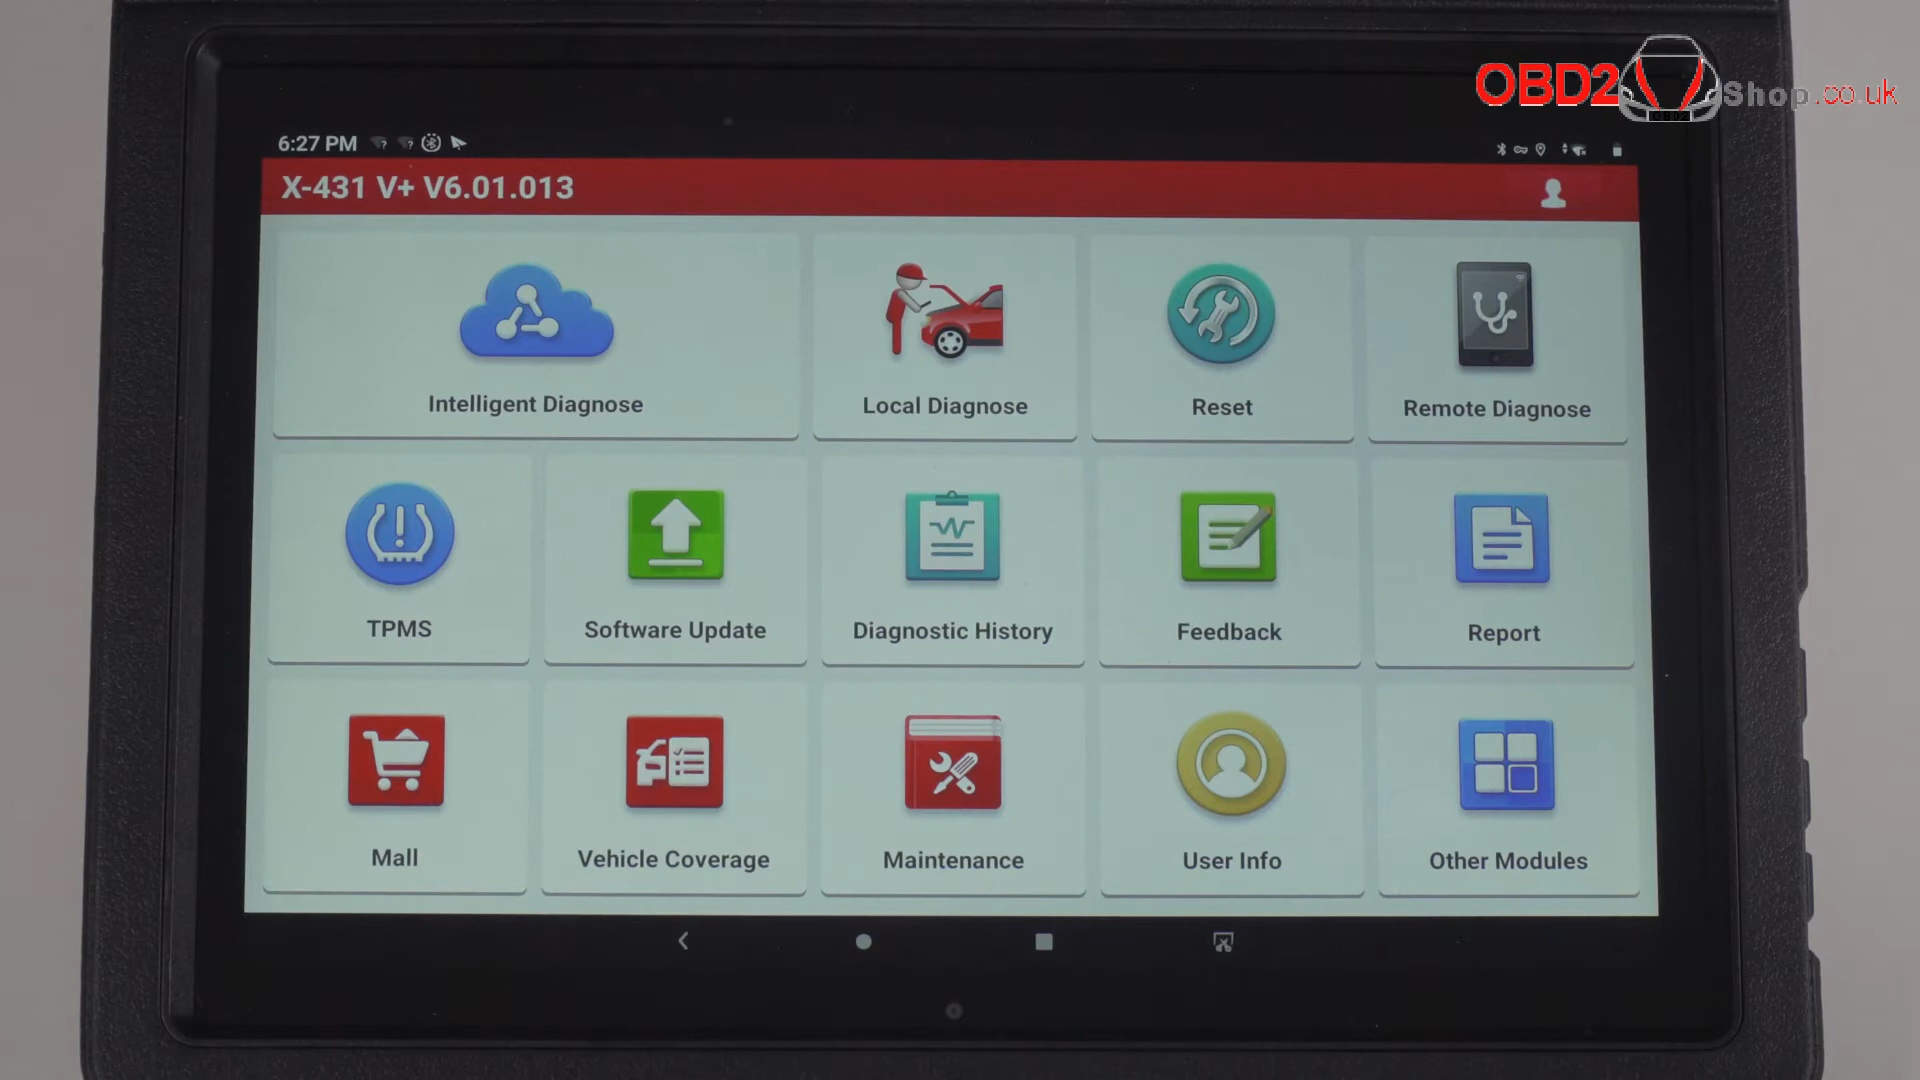 OBD2Shop.co.uk
OBD2
6:27 PM
X-431 V+ V6.01.013
Intelligent Diagnose
Local Diagnose
Reset
Remote Diagnose
TPMS
Software Update
Diagnostic History
Feedback
Report
Mall
Vehicle Coverage
Maintenance
User Info
Other Modules